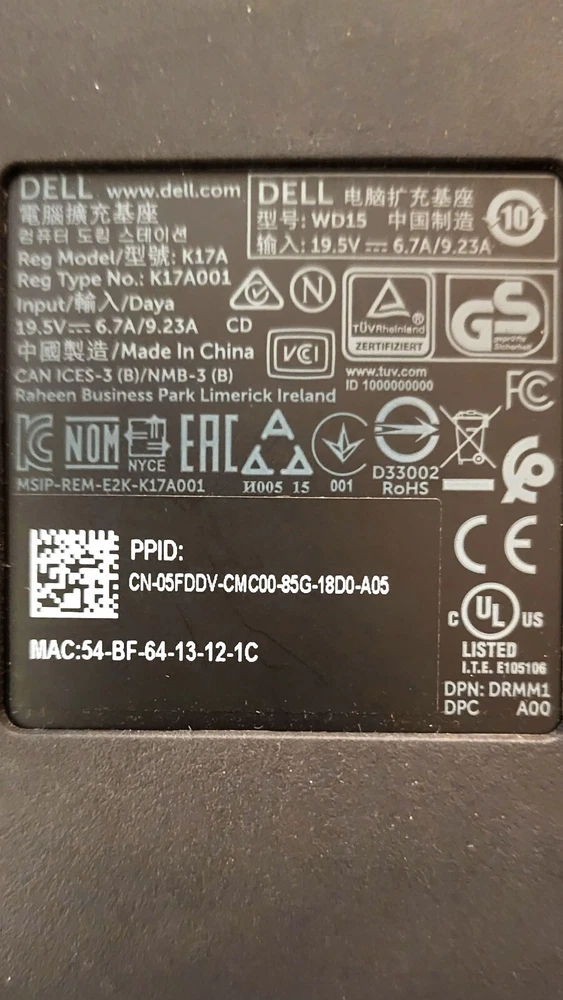 DELL www.dell.com
電腦擴充基座
컴퓨터 도킹 스테이션
Reg Model/型號: K17A
Reg Type No.: K17A001
Input/輸入/Daya
19.5V⎓ 6.7A/9.23A CD
中國製造/Made In China
CAN ICES-3 (B)/NMB-3 (B)
Raheen Business Park Limerick Ireland
DELL 电脑扩充基座
型号: WD15 中国制造
输入: 19.5V⎓ 6.7A/9.23A
10
N
VCI
TÜVRheinland
ZERTIFIZIERT
www.tuv.com
ID 1000000000
GS
geprüfte
Sicherheit
FC
KC
NOM
NYCE
EAC
MSIP-REM-E2K-K17A001
И005 15
001
D33002
RoHS
PPID:
CN-05FDDV-CMC00-85G-18D0-A05
MAC:54-BF-64-13-12-1C
CE
C UL US
LISTED
I.T.E. E105106
DPN: DRMM1
DPC A00